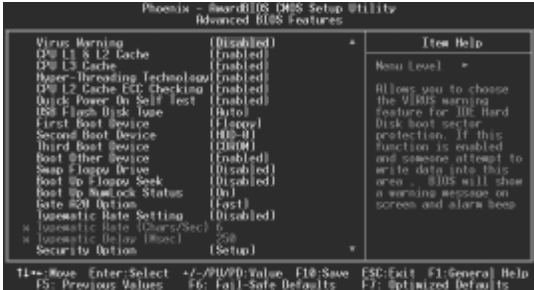 Phoenix - AwardBIOS CMOS Setup Utility
Advanced BIOS Features
Virus Warning [Disabled]
CPU L1 & L2 Cache [Enabled]
CPU L3 Cache [Enabled]
Hyper-Threading Technology[Enabled]
CPU L2 Cache ECC Checking [Enabled]
Quick Power On Self Test [Enabled]
USB Flash Disk Type [Auto]
First Boot Device [Floppy]
Second Boot Device [HDD-0]
Third Boot Device [CDROM]
Boot Other Device [Enabled]
Swap Floppy Drive [Disabled]
Boot Up Floppy Seek [Disabled]
Boot Up NumLock Status [On]
Gate A20 Option [Fast]
Typematic Rate Setting [Disabled]
x Typematic Rate (Chars/Sec) 6
x Typematic Delay (Msec) 250
Security Option [Setup]
Item Help
Menu Level ►
Allows you to choose
the VIRUS warning
feature for IDE Hard
Disk boot sector
protection. If this
function is enabled
and someone attempt to
write data into this
area , BIOS will show
a warning message on
screen and alarm beep
↑↓→←:Move Enter:Select +/-/PU/PD:Value F10:Save ESC:Exit F1:General Help
F5: Previous Values F6: Fail-Safe Defaults F7: Optimized Defaults